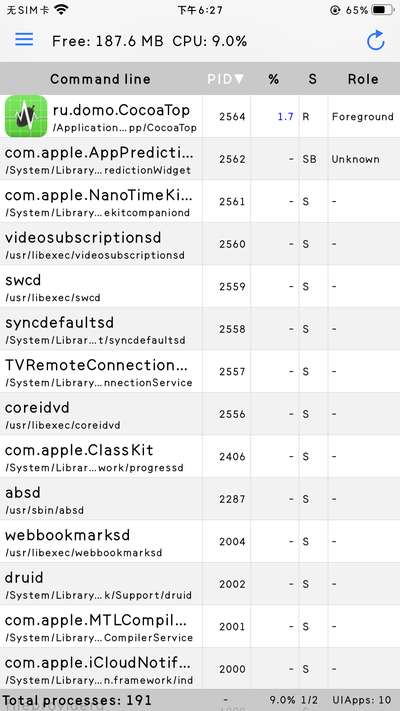 无SIM卡 下午6:27 65%
Free: 187.6 MB CPU: 9.0%
Command line PID▼ % S Role
ru.domo.CocoaTop 2564 1.7 R Foreground
/Application...pp/CocoaTop
com.apple.AppPredicti... 2562 - SB Unknown
/System/Library...redictionWidget
com.apple.NanoTimeKi... 2561 - S -
/System/Library...ekitcompaniond
videosubscriptionsd 2560 - S -
/usr/libexec/videosubscriptionsd
swcd 2559 - S -
/usr/libexec/swcd
syncdefaultsd 2558 - S -
/System/Librar...t/syncdefaultsd
TVRemoteConnection... 2557 - S -
/System/Library...nnectionService
coreidvd 2556 - S -
/usr/libexec/coreidvd
com.apple.ClassKit 2406 - S -
/System/Librar...work/progressd
absd 2287 - S -
/usr/sbin/absd
webbookmarksd 2004 - S -
/usr/libexec/webbookmarksd
druid 2002 - S -
/System/Library...k/Support/druid
com.apple.MTLCompil... 2001 - S -
/System/Library...CompilerService
com.apple.iCloudNotif... 2000 - S -
/System/Library...n.framework/ind
Total processes: 191 - 9.0% 1/2 UIApps: 10